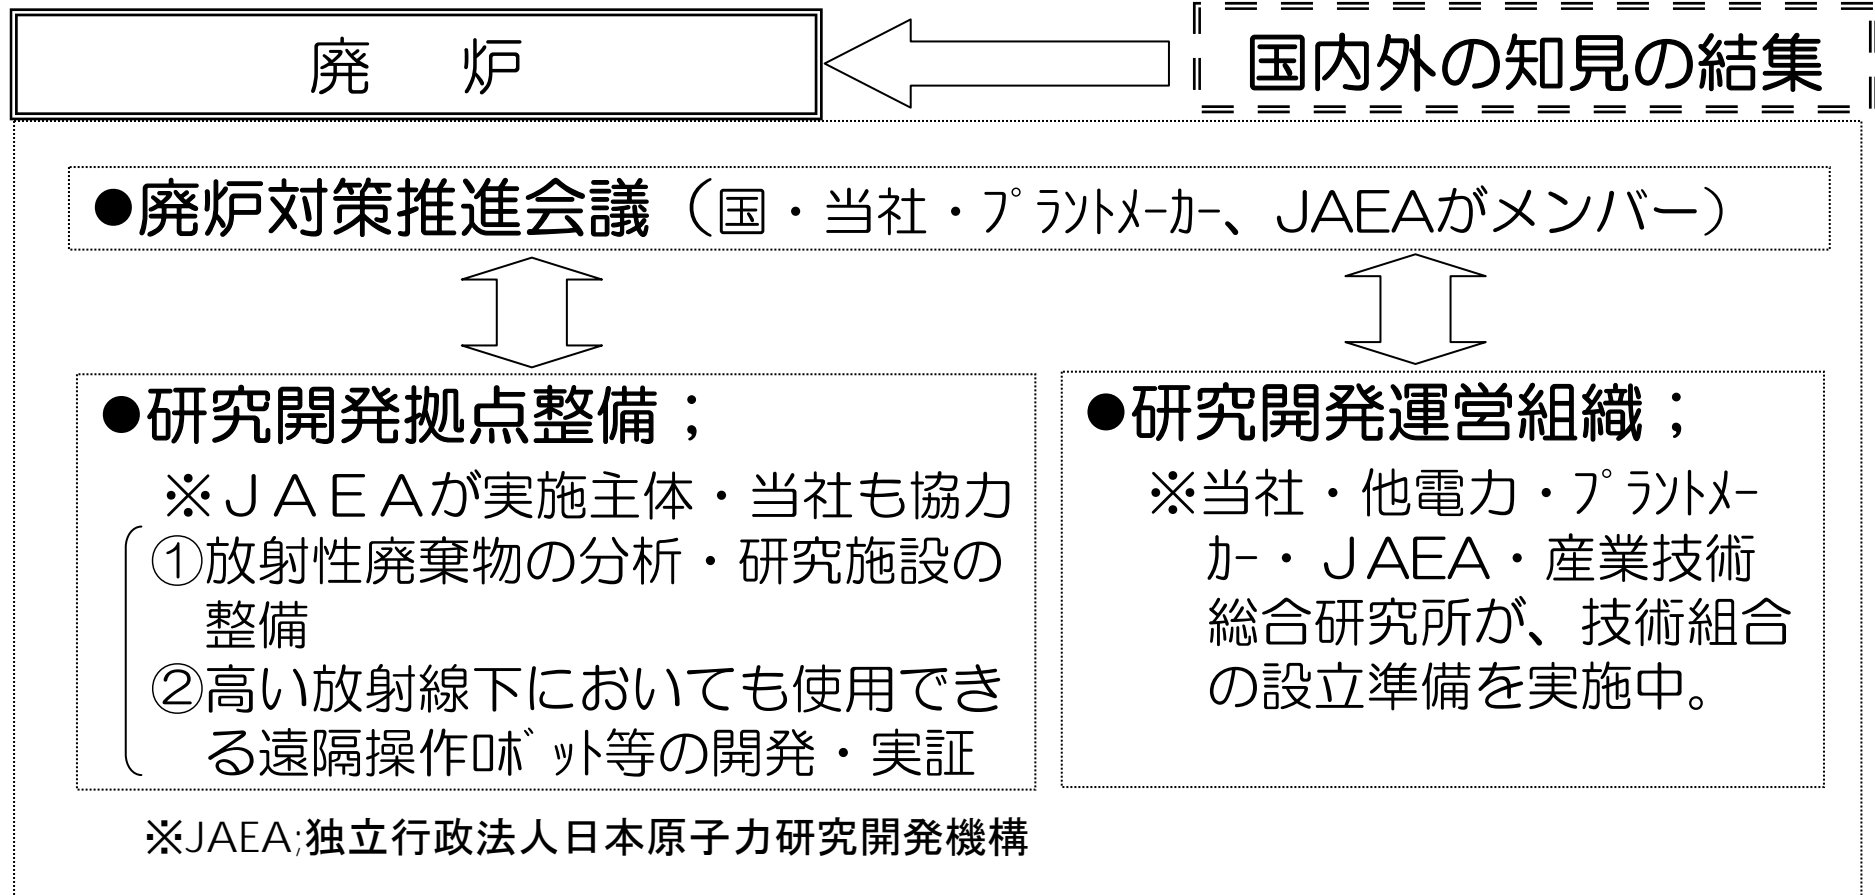 廃　炉
国内外の知見の結集
●廃炉対策推進会議（国・当社・ﾌﾟﾗﾝﾄﾒｰｶｰ、JAEAがメンバー）
●研究開発拠点整備；
※ＪＡＥＡが実施主体・当社も協力
①放射性廃棄物の分析・研究施設の
整備
②高い放射線下においても使用でき
る遠隔操作ﾛﾎﾞｯﾄ等の開発・実証
●研究開発運営組織；
※当社・他電力・ﾌﾟﾗﾝﾄﾒｰ
ｶｰ・ＪAEA・産業技術
総合研究所が、技術組合
の設立準備を実施中。
※JAEA;独立行政法人日本原子力研究開発機構